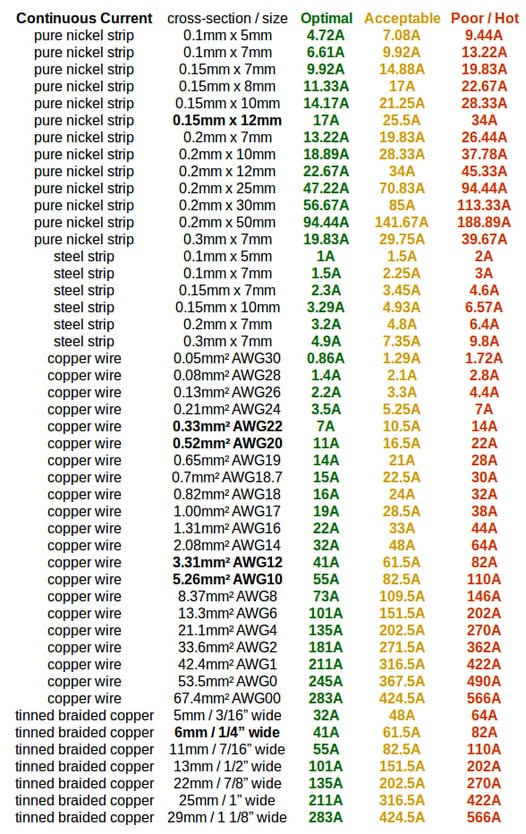 Continuous Current cross-section / size Optimal Acceptable Poor / Hot
pure nickel strip 0.1mm x 5mm 4.72A 7.08A 9.44A
pure nickel strip 0.1mm x 7mm 6.61A 9.92A 13.22A
pure nickel strip 0.15mm x 7mm 9.92A 14.88A 19.83A
pure nickel strip 0.15mm x 8mm 11.33A 17A 22.67A
pure nickel strip 0.15mm x 10mm 14.17A 21.25A 28.33A
pure nickel strip 0.15mm x 12mm 17A 25.5A 34A
pure nickel strip 0.2mm x 7mm 13.22A 19.83A 26.44A
pure nickel strip 0.2mm x 10mm 18.89A 28.33A 37.78A
pure nickel strip 0.2mm x 12mm 22.67A 34A 45.33A
pure nickel strip 0.2mm x 25mm 47.22A 70.83A 94.44A
pure nickel strip 0.2mm x 30mm 56.67A 85A 113.33A
pure nickel strip 0.2mm x 50mm 94.44A 141.67A 188.89A
pure nickel strip 0.3mm x 7mm 19.83A 29.75A 39.67A
steel strip 0.1mm x 5mm 1A 1.5A 2A
steel strip 0.1mm x 7mm 1.5A 2.25A 3A
steel strip 0.15mm x 7mm 2.3A 3.45A 4.6A
steel strip 0.15mm x 10mm 3.29A 4.93A 6.57A
steel strip 0.2mm x 7mm 3.2A 4.8A 6.4A
steel strip 0.3mm x 7mm 4.9A 7.35A 9.8A
copper wire 0.05mm² AWG30 0.86A 1.29A 1.72A
copper wire 0.08mm² AWG28 1.4A 2.1A 2.8A
copper wire 0.13mm² AWG26 2.2A 3.3A 4.4A
copper wire 0.21mm² AWG24 3.5A 5.25A 7A
copper wire 0.33mm² AWG22 7A 10.5A 14A
copper wire 0.52mm² AWG20 11A 16.5A 22A
copper wire 0.65mm² AWG19 14A 21A 28A
copper wire 0.7mm² AWG18.7 15A 22.5A 30A
copper wire 0.82mm² AWG18 16A 24A 32A
copper wire 1.00mm² AWG17 19A 28.5A 38A
copper wire 1.31mm² AWG16 22A 33A 44A
copper wire 2.08mm² AWG14 32A 48A 64A
copper wire 3.31mm² AWG12 41A 61.5A 82A
copper wire 5.26mm² AWG10 55A 82.5A 110A
copper wire 8.37mm² AWG8 73A 109.5A 146A
copper wire 13.3mm² AWG6 101A 151.5A 202A
copper wire 21.1mm² AWG4 135A 202.5A 270A
copper wire 33.6mm² AWG2 181A 271.5A 362A
copper wire 42.4mm² AWG1 211A 316.5A 422A
copper wire 53.5mm² AWG0 245A 367.5A 490A
copper wire 67.4mm² AWG00 283A 424.5A 566A
tinned braided copper 5mm / 3/16” wide 32A 48A 64A
tinned braided copper 6mm / 1/4” wide 41A 61.5A 82A
tinned braided copper 11mm / 7/16” wide 55A 82.5A 110A
tinned braided copper 13mm / 1/2” wide 101A 151.5A 202A
tinned braided copper 22mm / 7/8” wide 135A 202.5A 270A
tinned braided copper 25mm / 1” wide 211A 316.5A 422A
tinned braided copper 29mm / 1 1/8” wide 283A 424.5A 566A